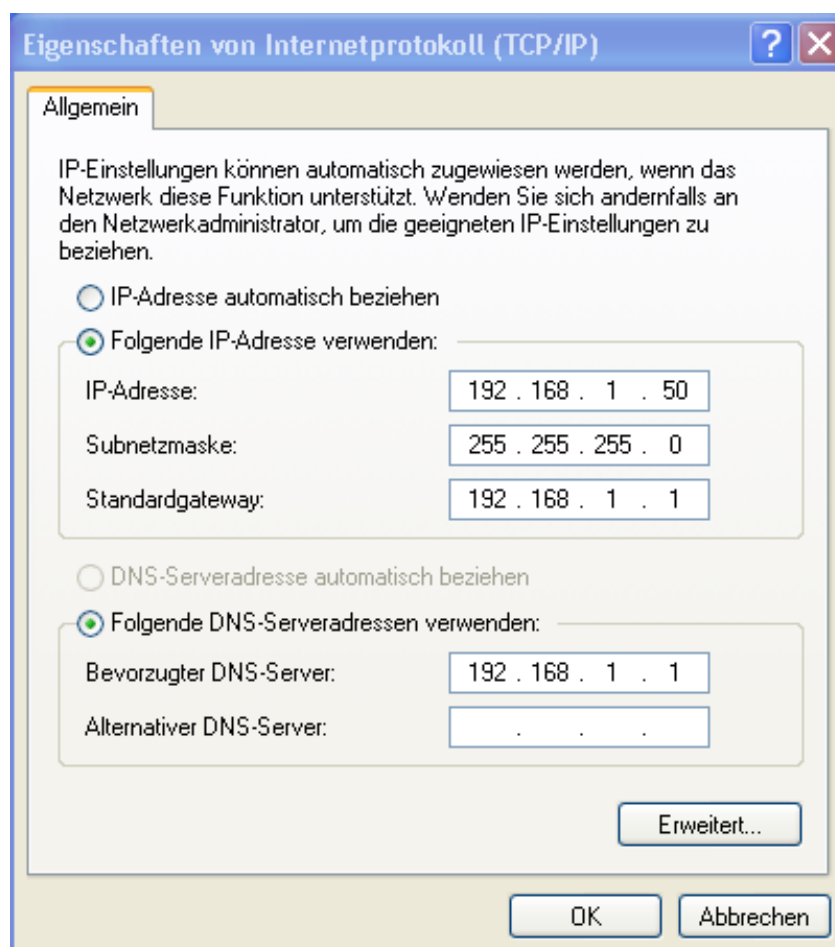 Eigenschaften von Internetprotokoll (TCP/IP)
Allgemein
IP-Einstellungen können automatisch zugewiesen werden, wenn das
Netzwerk diese Funktion unterstützt. Wenden Sie sich andernfalls an
den Netzwerkadministrator, um die geeigneten IP-Einstellungen zu
beziehen.
IP-Adresse automatisch beziehen
Folgende IP-Adresse verwenden:
IP-Adresse: 192 . 168 . 1 . 50
Subnetzmaske: 255 . 255 . 255 . 0
Standardgateway: 192 . 168 . 1 . 1
DNS-Serveradresse automatisch beziehen
Folgende DNS-Serveradressen verwenden:
Bevorzugter DNS-Server: 192 . 168 . 1 . 1
Alternativer DNS-Server: . . .
Erweitert...
OK Abbrechen